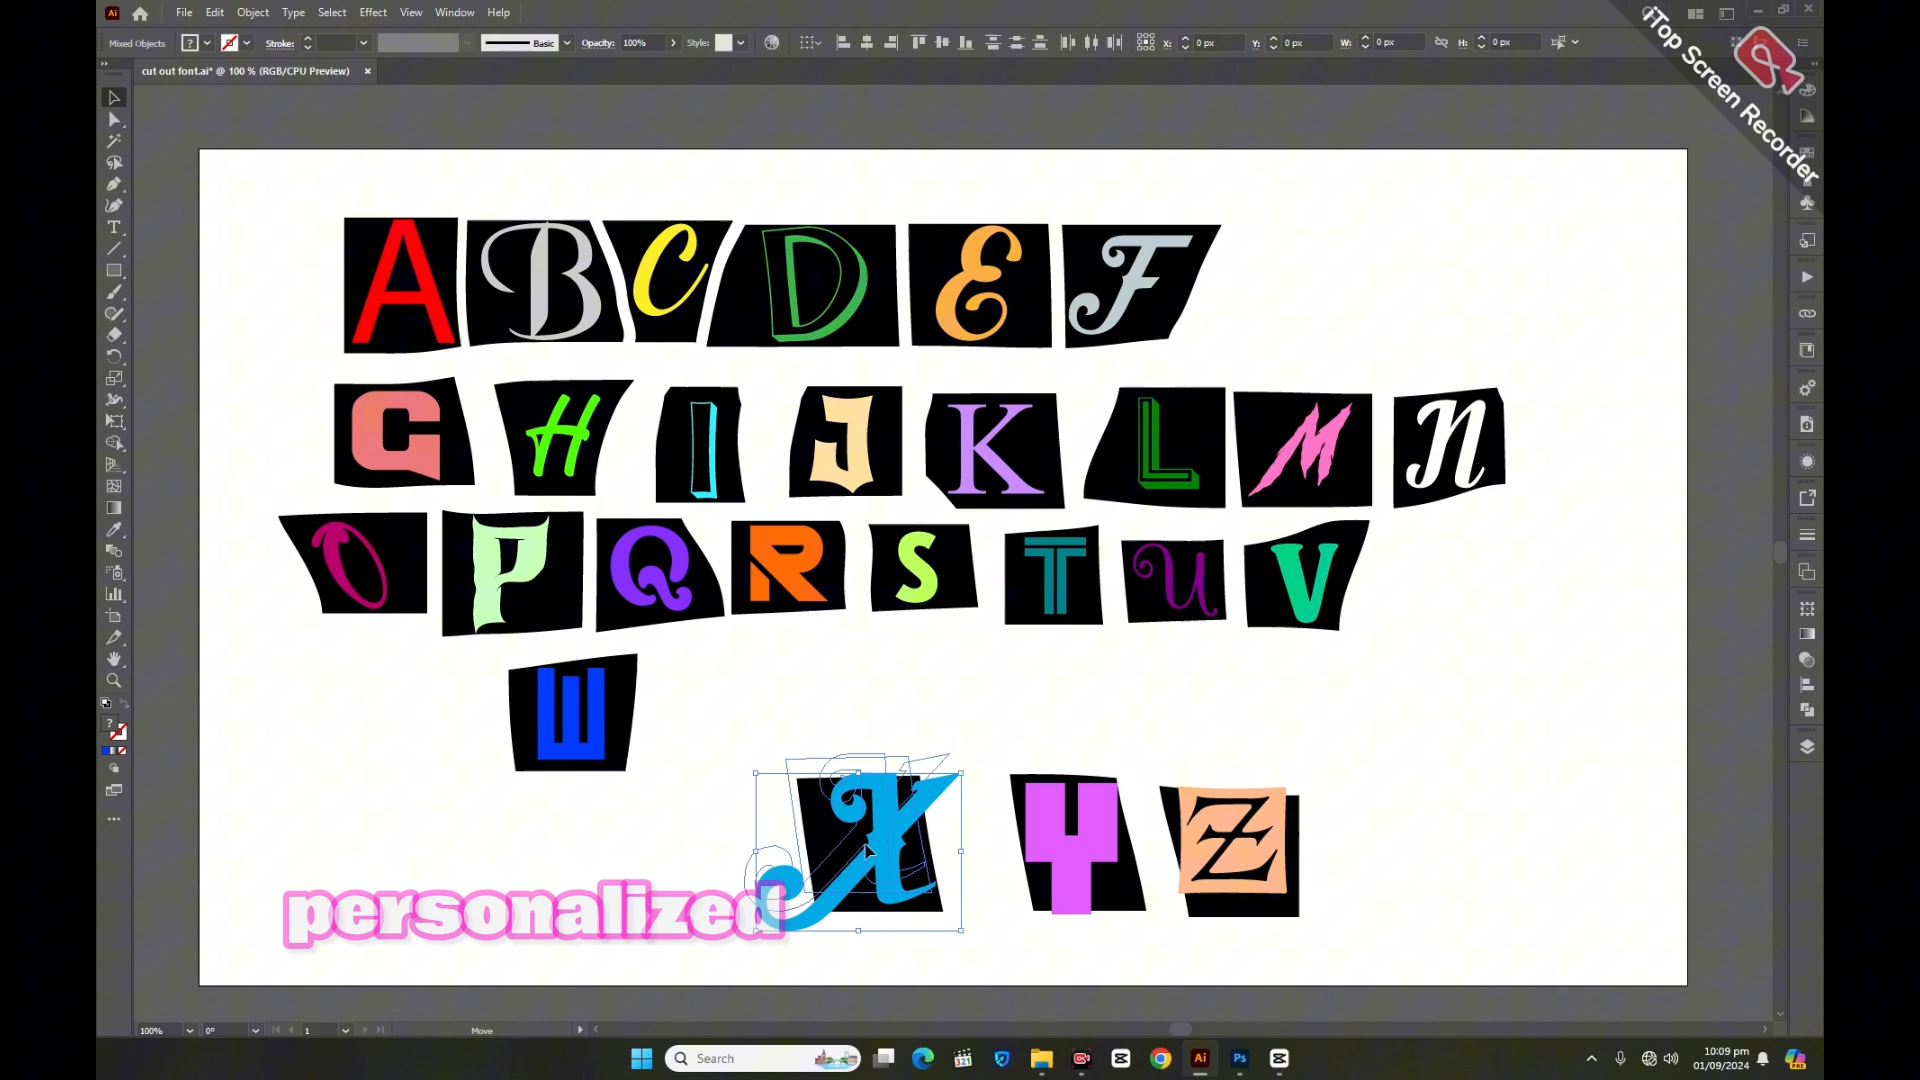 File Edit Object Type Select Effect View Window Help
Mixed Objects ? Stroke: Basic Opacity: 100% Style: X: 0 px Y: 0 px W: 0 px H: 0 px
cut out font.ai* @ 100 % (RGB/CPU Preview) ×
iTop Screen Recorder
A B C D E F
G H I J K L M N
O P Q R S T U V
W
X Y Z
personalized
100% 0° 1 Move
Search
10:09 pm
01/09/2024